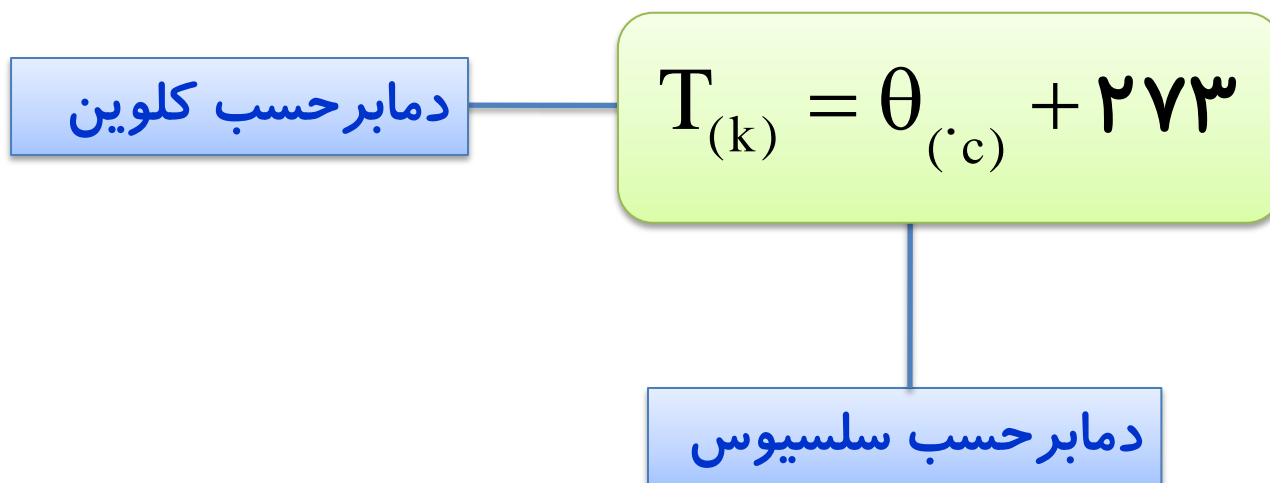 T(k) = θ(˙c) + ۲۷۳
دمابرحسب کلوین
دمابرحسب سلسیوس